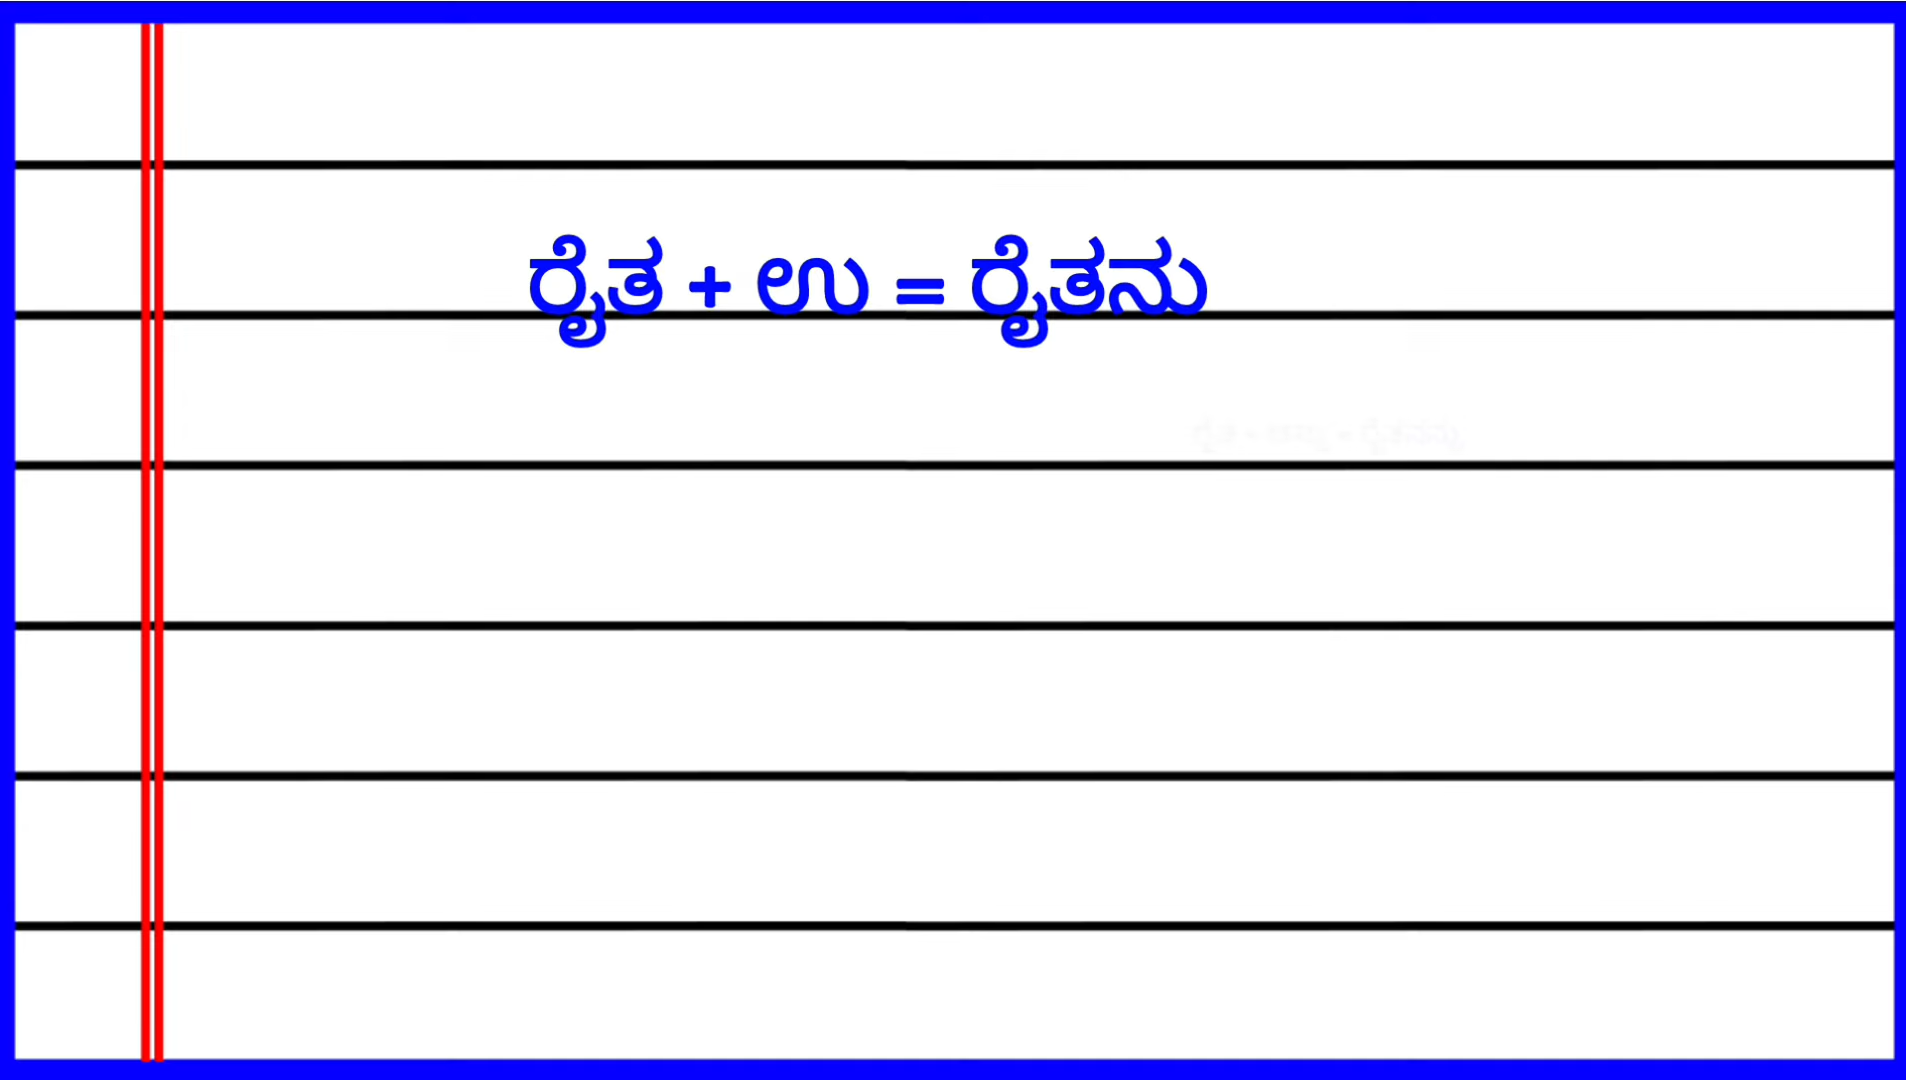 ರೈತ + ಉ = ರೈತನು